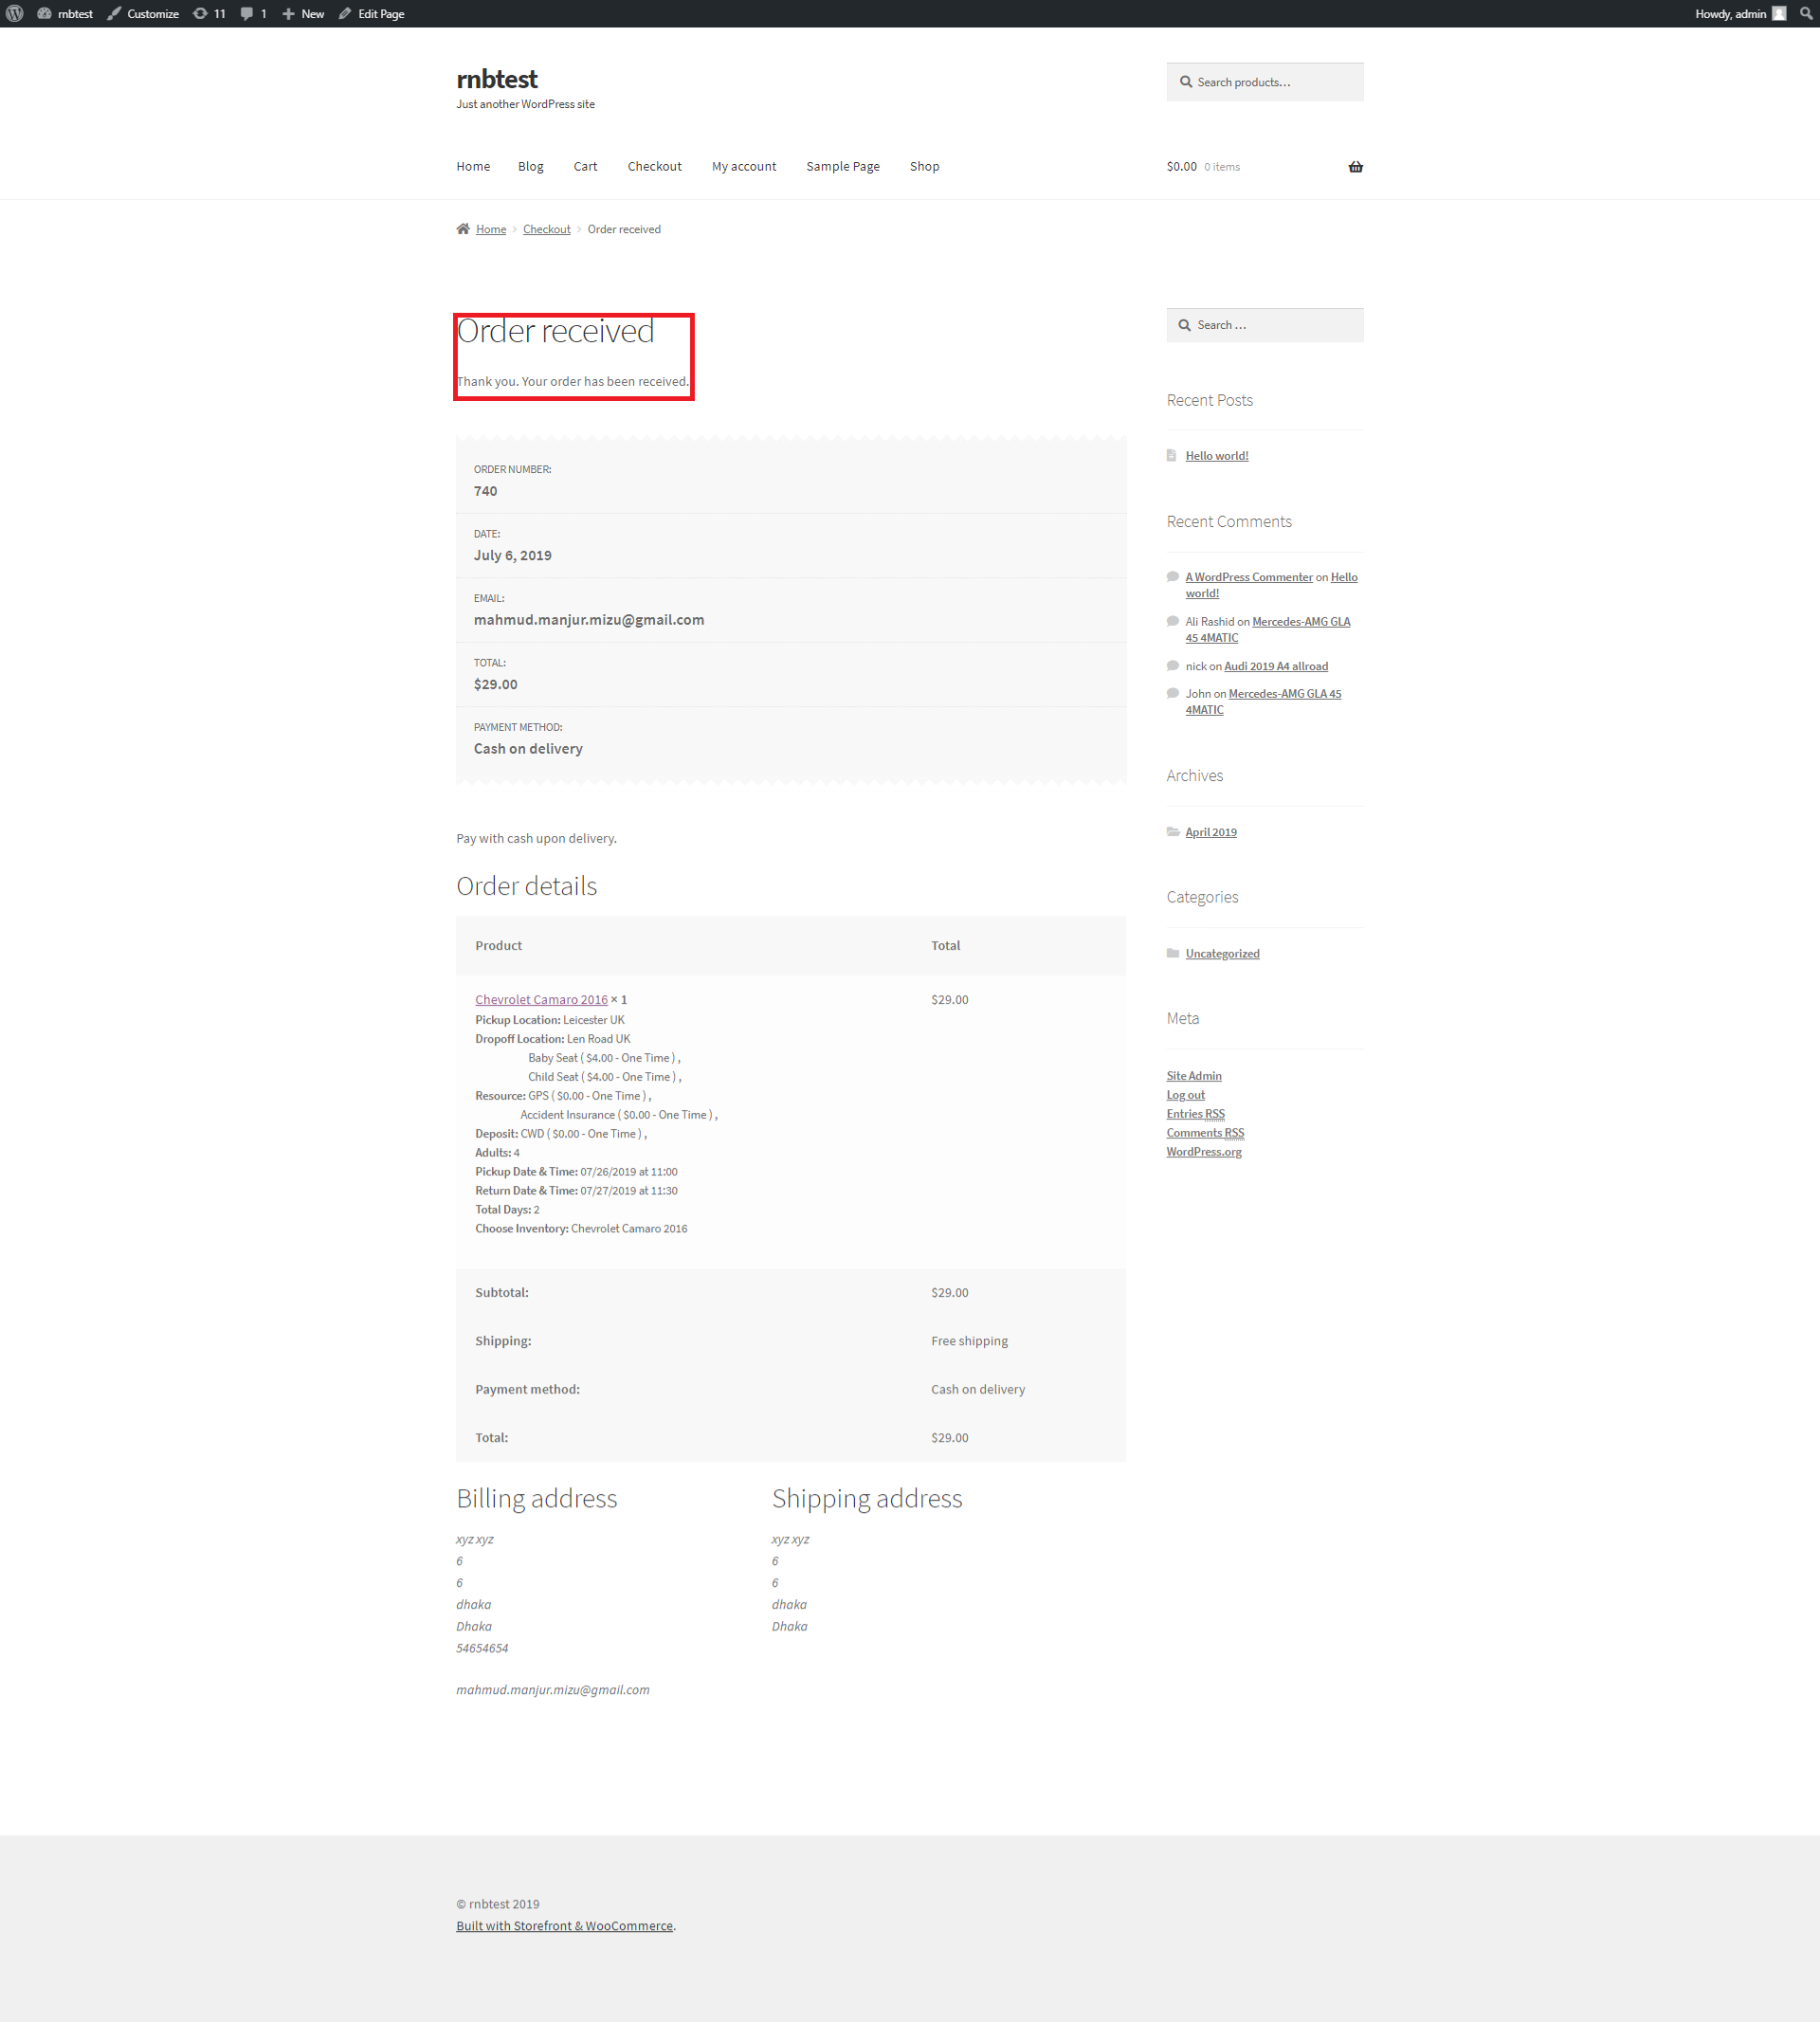 rnbtest Customize 11 1 New Edit Page Howdy, admin
rnbtest
Just another WordPress site
Search products…
Home Blog Cart Checkout My account Sample Page Shop $0.00 0 items
Home › Checkout › Order received
Order received
Thank you. Your order has been received.
ORDER NUMBER:
740
DATE:
July 6, 2019
EMAIL:
mahmud.manjur.mizu@gmail.com
TOTAL:
$29.00
PAYMENT METHOD:
Cash on delivery
Pay with cash upon delivery.
Order details
Product Total
Chevrolet Camaro 2016 × 1 $29.00
Pickup Location: Leicester UK
Dropoff Location: Len Road UK
Baby Seat ( $4.00 - One Time ) ,
Child Seat ( $4.00 - One Time ) ,
Resource: GPS ( $0.00 - One Time ) ,
Accident Insurance ( $0.00 - One Time ) ,
Deposit: CWD ( $0.00 - One Time ) ,
Adults: 4
Pickup Date & Time: 07/26/2019 at 11:00
Return Date & Time: 07/27/2019 at 11:30
Total Days: 2
Choose Inventory: Chevrolet Camaro 2016
Subtotal: $29.00
Shipping: Free shipping
Payment method: Cash on delivery
Total: $29.00
Billing address
xyz xyz
6
6
dhaka
Dhaka
54654654
mahmud.manjur.mizu@gmail.com
Shipping address
xyz xyz
6
6
dhaka
Dhaka
Search …
Recent Posts
Hello world!
Recent Comments
A WordPress Commenter on Hello
world!
Ali Rashid on Mercedes-AMG GLA
45 4MATIC
nick on Audi 2019 A4 allroad
John on Mercedes-AMG GLA 45
4MATIC
Archives
April 2019
Categories
Uncategorized
Meta
Site Admin
Log out
Entries RSS
Comments RSS
WordPress.org
© rnbtest 2019
Built with Storefront & WooCommerce.